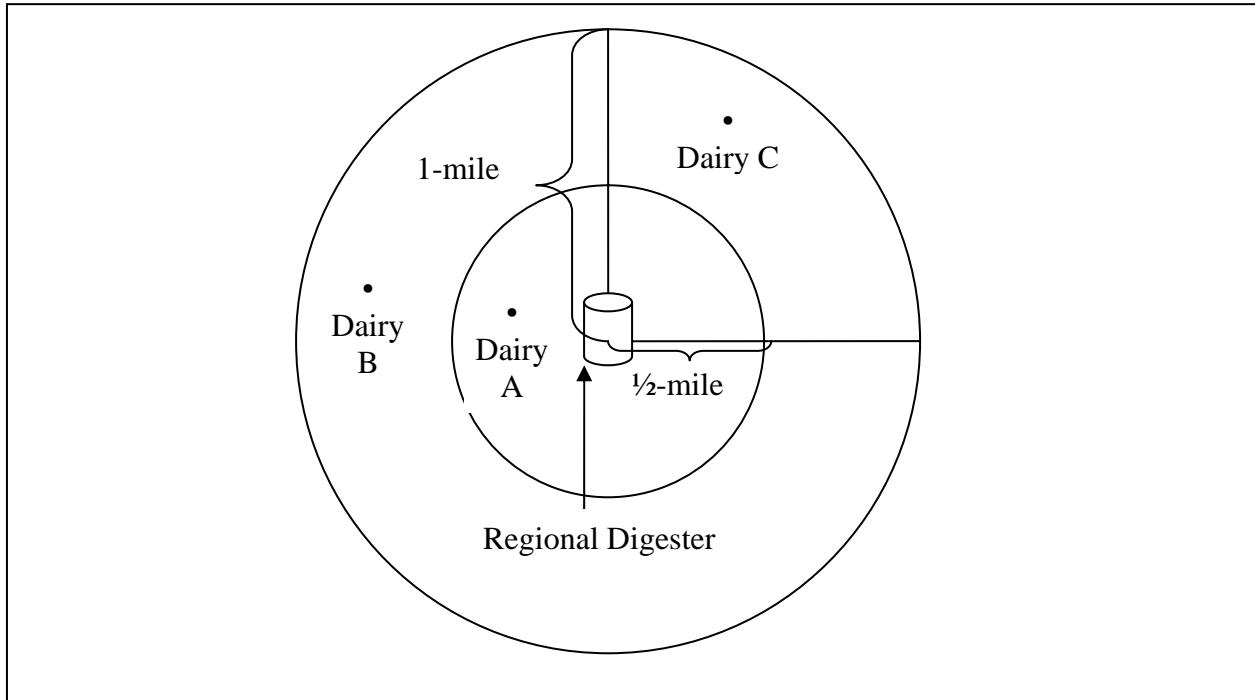 1-mile
Dairy C
Dairy
B
Dairy
A
½-mile
Regional Digester